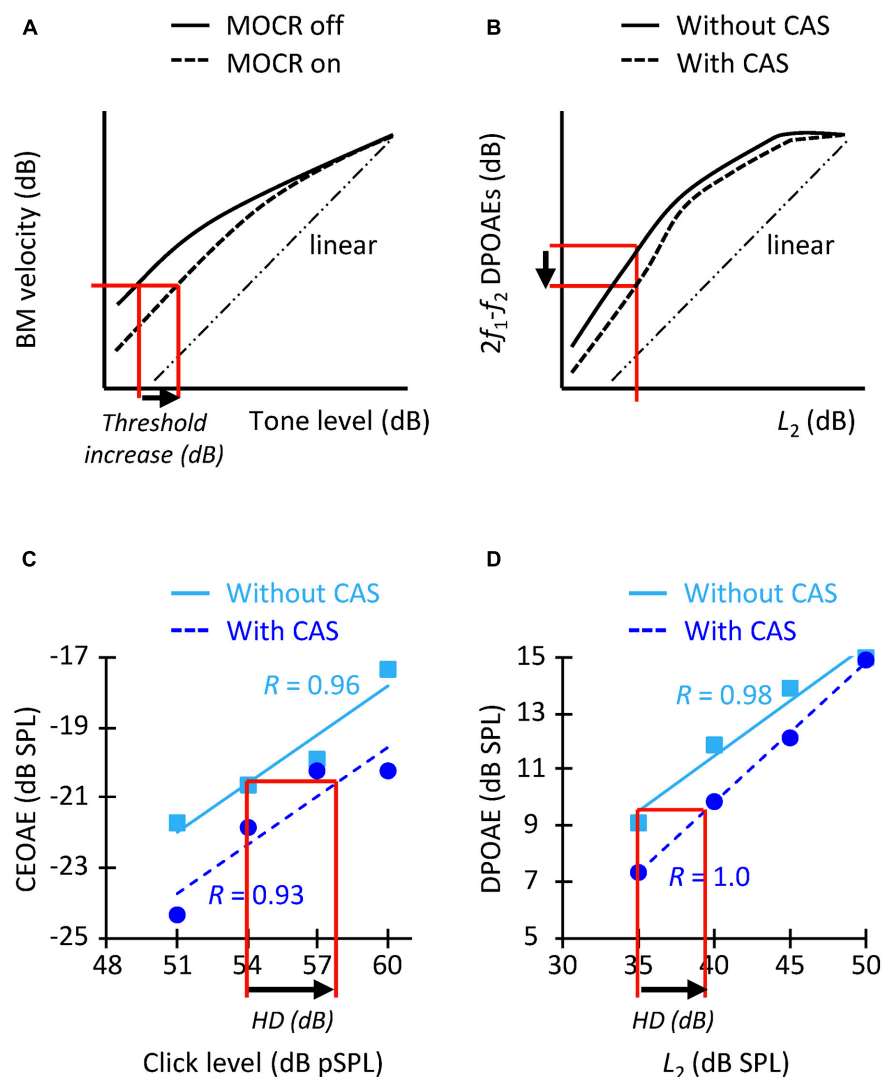 A
MOCR off
MOCR on
BM velocity (dB)
linear
Threshold
increase (dB)
Tone level (dB)
B
Without CAS
With CAS
2f1-f2 DPOAEs (dB)
linear
L2 (dB)
C
Without CAS
With CAS
CEOAE (dB SPL)
-17
-19
-21
-23
-25
R = 0.96
R = 0.93
48 51 54 57 60
HD (dB)
Click level (dB pSPL)
D
Without CAS
With CAS
DPOAE (dB SPL)
15
13
11
9
7
5
R = 0.98
R = 1.0
30 35 40 45 50
HD (dB)
L2 (dB SPL)